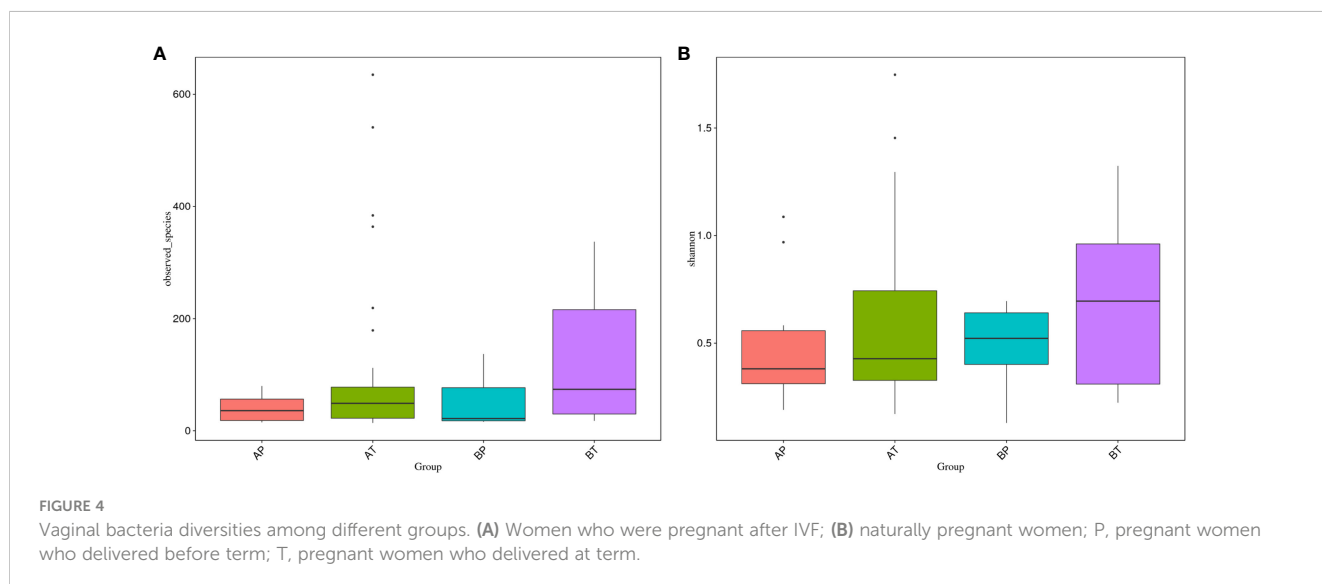 A
observed_species
600
400
200
0
AP
AT
BP
BT
Group
B
shannon
1.5
1.0
0.5
AP
AT
BP
BT
Group
FIGURE 4
Vaginal bacteria diversities among different groups. (A) Women who were pregnant after IVF; (B) naturally pregnant women; P, pregnant women
who delivered before term; T, pregnant women who delivered at term.